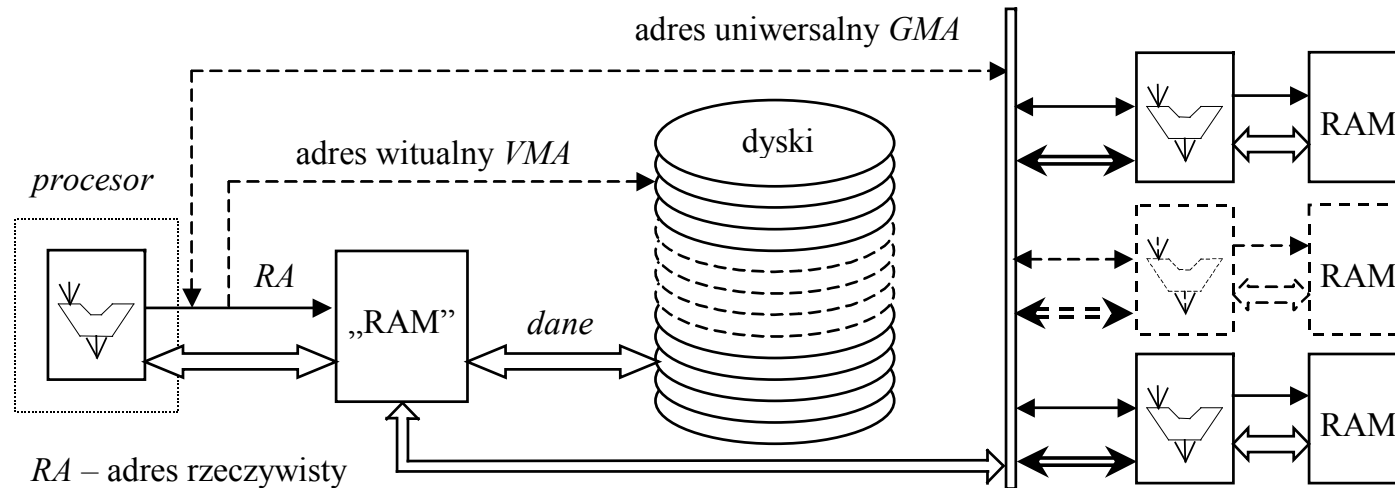 adres uniwersalny GMA
adres witualny VMA
dyski
procesor
RA
„RAM”
dane
RAM
RAM
RAM
RA – adres rzeczywisty